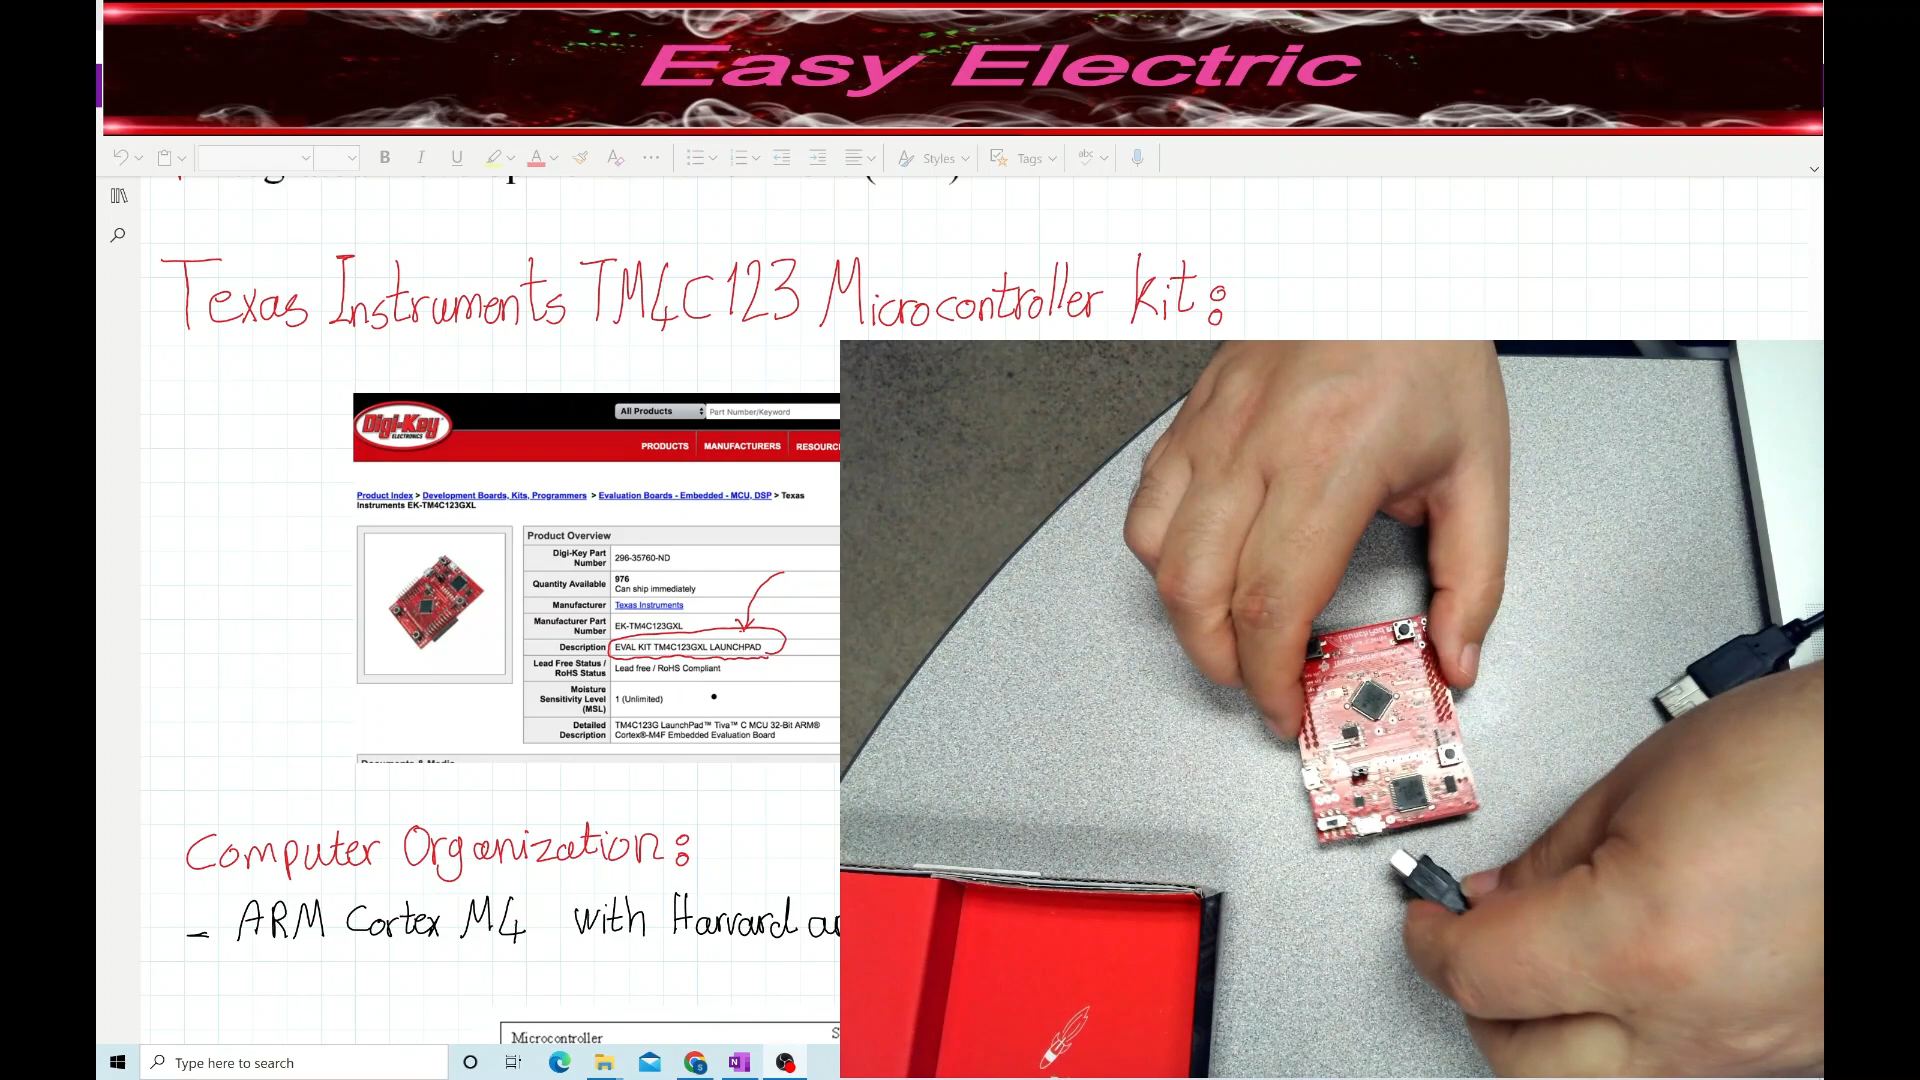 Easy Electric
B I U
Styles
Tags
abc
Texas Instruments TM4C123 Microcontroller Kit:
Digi-Key
ELECTRONICS
All Products
Part Number/Keyword
PRODUCTS MANUFACTURERS
Product Index > Development Boards, Kits, Programmers > Evaluation Boards - Embedded - MCU, DSP > Texas
Instruments EK-TM4C123GXL
Product Overview
Digi-Key Part Number 296-35760-ND
Quantity Available 976
Can ship immediately
Manufacturer Texas Instruments
Manufacturer Part Number EK-TM4C123GXL
Description EVAL KIT TM4C123GXL LAUNCHPAD
Lead Free Status / RoHS Status Lead free / RoHS Compliant
Moisture Sensitivity Level (MSL) 1 (Unlimited)
Detailed Description TM4C123G LaunchPad™ Tiva™ C MCU 32-Bit ARM® Cortex®-M4F Embedded Evaluation Board
LaunchPad
Computer Organization:
- ARM Cortex M4 with Harvard
Microcontroller
Type here to search